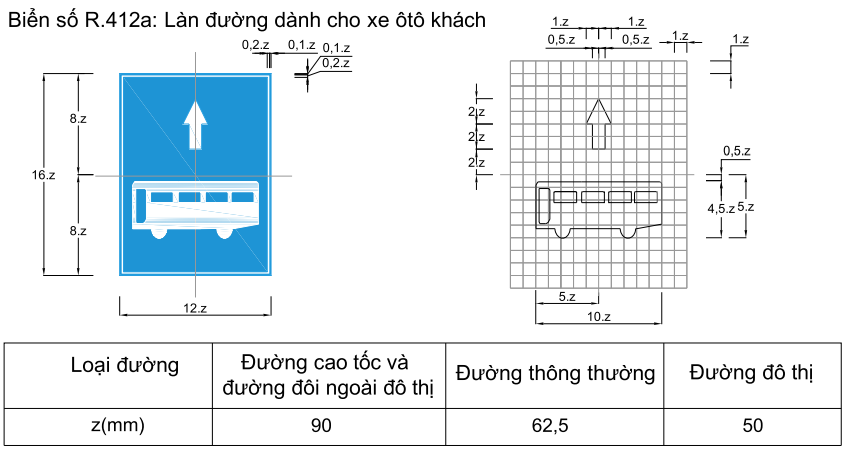 Biển số R.412a: Làn đường dành cho xe ôtô khách
0,2.z 0,1.z 0,1.z
0,2.z
8.z
16.z
8.z
12.z
1.z 1.z 1.z
0,5.z 0,5.z 1.z
2.z
2.z
2.z
0,5.z
4,5.z 5.z
5.z
10.z
Loại đường Đường cao tốc và đường đôi ngoài đô thị Đường thông thường Đường đô thị
z(mm) 90 62,5 50